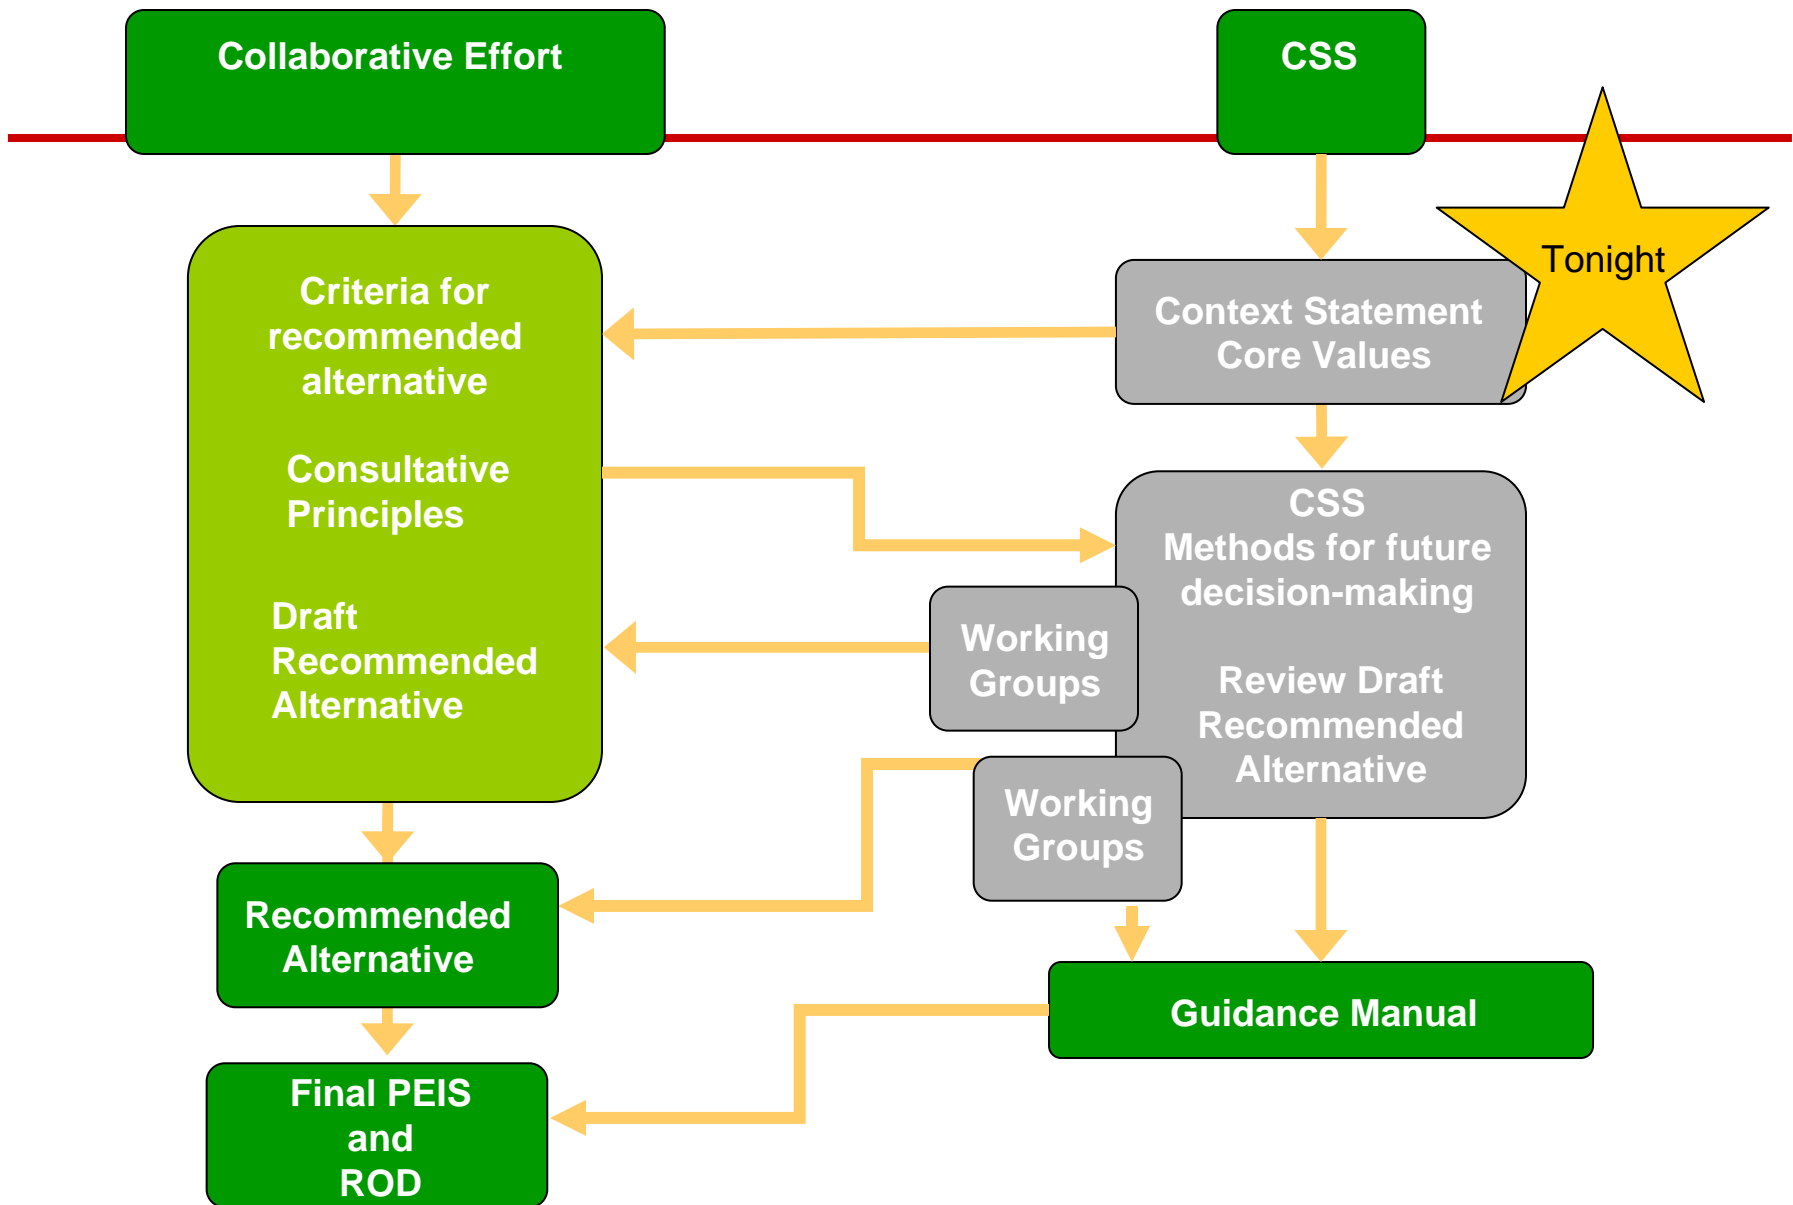 Collaborative Effort
CSS
Tonight
Criteria for
recommended
alternative
Consultative
Principles
Draft
Recommended
Alternative
Context Statement
Core Values
CSS
Methods for future
decision-making
Review Draft
Recommended
Alternative
Working
Groups
Working
Groups
Recommended
Alternative
Guidance Manual
Final PEIS
and
ROD